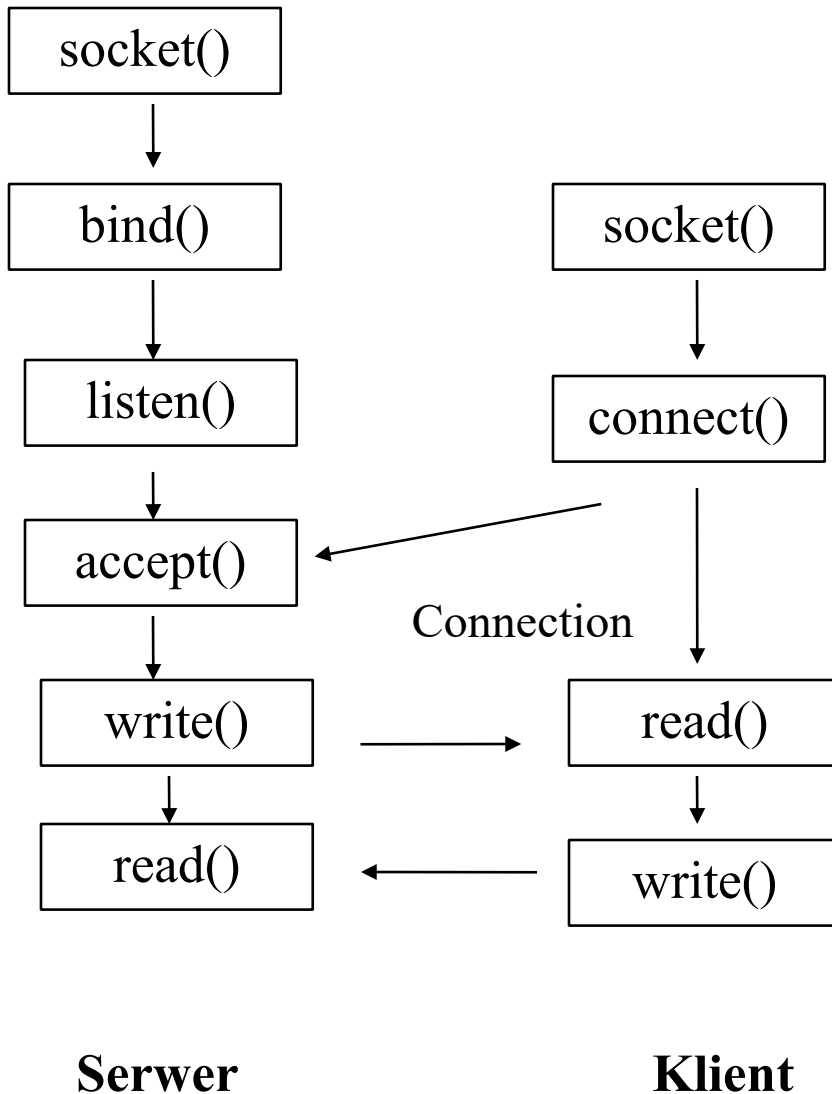 socket()
bind()
socket()
listen()
connect()
accept()
Connection
write()
read()
read()
write()
Serwer
Klient